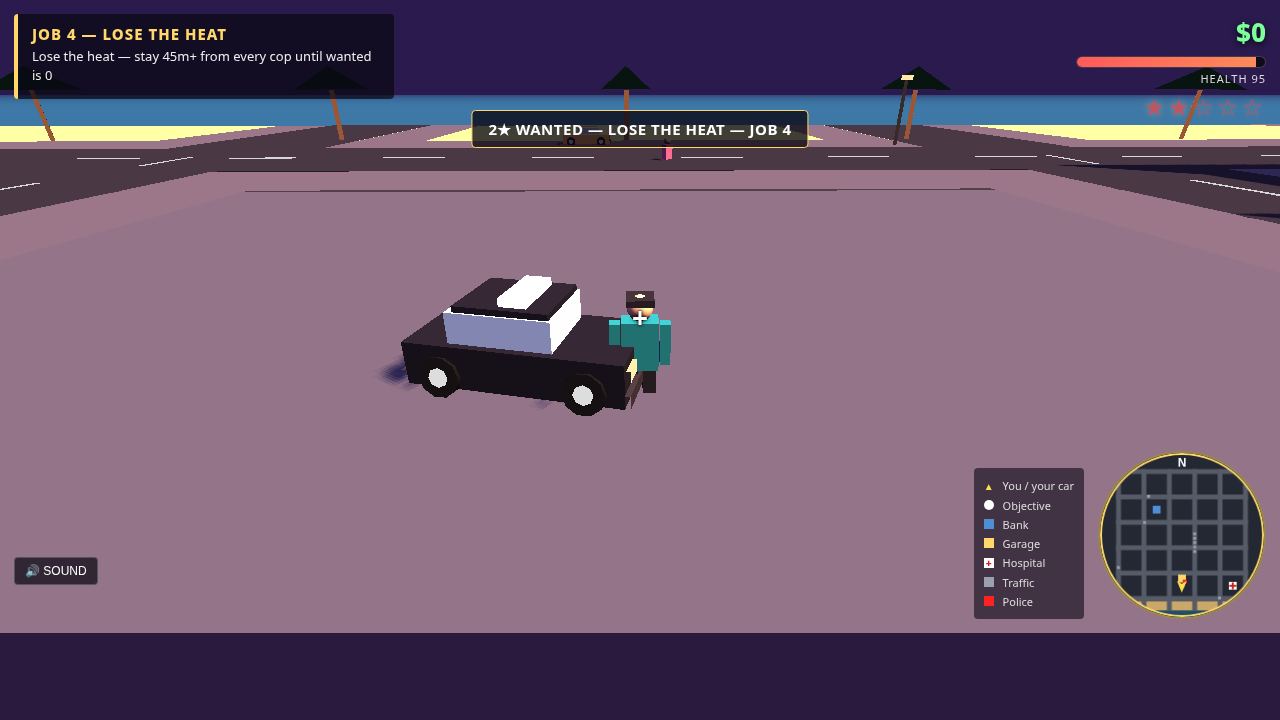 JOB 4 — LOSE THE HEAT
Lose the heat — stay 45m+ from every cop until wanted
is 0
$0
HEALTH 95
★★☆☆☆
2★ WANTED — LOSE THE HEAT — JOB 4
N
▲ You / your car
Objective
Bank
Garage
Hospital
Traffic
Police
🔊 SOUND